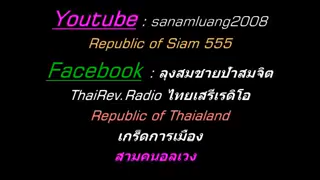 Youtube : sanamluang2008
Republic of Siam 555
Facebook : ลุงสมชายป้าสมจิต
ThaiRev.Radio ไทยเสรีเรดิโอ
Republic of Thaialand
เกร็ดการเมือง
สามคนอลเวง